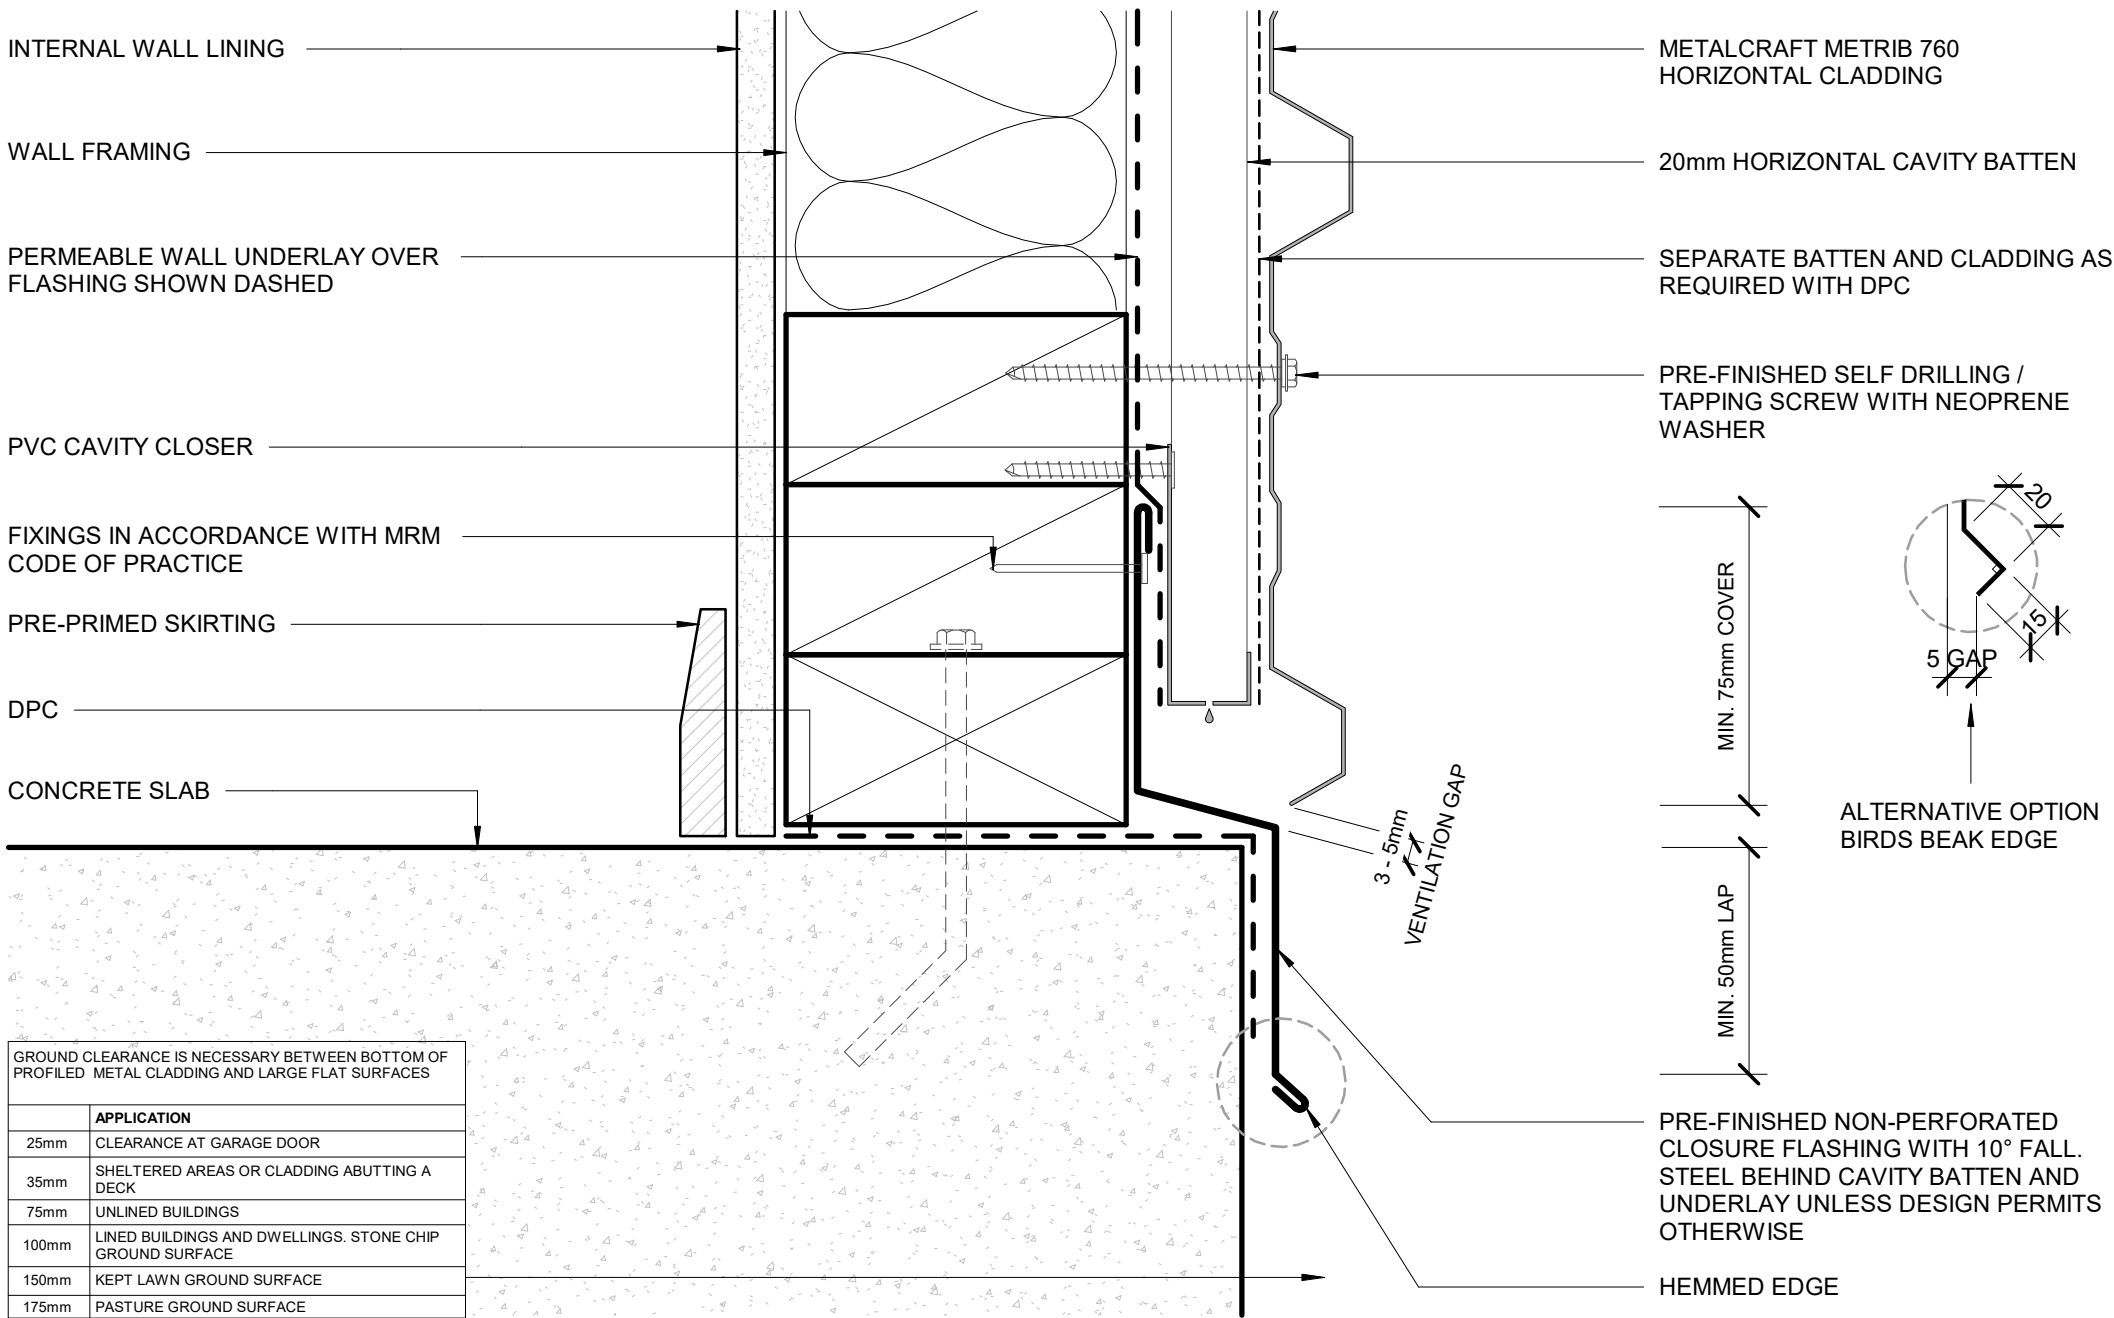 INTERNAL WALL LINING
WALL FRAMING
PERMEABLE WALL UNDERLAY OVER
FLASHING SHOWN DASHED
PVC CAVITY CLOSER
FIXINGS IN ACCORDANCE WITH MRM
CODE OF PRACTICE
PRE-PRIMED SKIRTING
DPC
CONCRETE SLAB
GROUND CLEARANCE IS NECESSARY BETWEEN BOTTOM OF
PROFILED METAL CLADDING AND LARGE FLAT SURFACES
APPLICATION
25mm CLEARANCE AT GARAGE DOOR
35mm SHELTERED AREAS OR CLADDING ABUTTING A
DECK
75mm UNLINED BUILDINGS
100mm LINED BUILDINGS AND DWELLINGS. STONE CHIP
GROUND SURFACE
150mm KEPT LAWN GROUND SURFACE
175mm PASTURE GROUND SURFACE
3 - 5mm
VENTILATION GAP
METALCRAFT METRIB 760
HORIZONTAL CLADDING
20mm HORIZONTAL CAVITY BATTEN
SEPARATE BATTEN AND CLADDING AS
REQUIRED WITH DPC
PRE-FINISHED SELF DRILLING /
TAPPING SCREW WITH NEOPRENE
WASHER
MIN. 75mm COVER
20
15
5 GAP
ALTERNATIVE OPTION
BIRDS BEAK EDGE
MIN. 50mm LAP
PRE-FINISHED NON-PERFORATED
CLOSURE FLASHING WITH 10° FALL.
STEEL BEHIND CAVITY BATTEN AND
UNDERLAY UNLESS DESIGN PERMITS
OTHERWISE
HEMMED EDGE